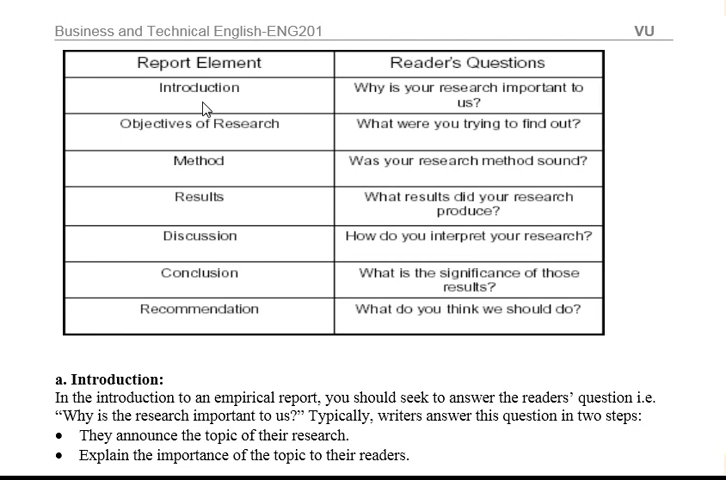 Business and Technical English-ENG201 VU
Report Element Reader's Questions
Introduction Why is your research important to
us?
Objectives of Research What were you trying to find out?
Method Was your research method sound?
Results What results did your research
produce?
Discussion How do you interpret your research?
Conclusion What is the significance of those
results?
Recommendation What do you think we should do?
a. Introduction:
In the introduction to an empirical report, you should seek to answer the readers’ question i.e.
“Why is the research important to us?” Typically, writers answer this question in two steps:
• They announce the topic of their research.
• Explain the importance of the topic to their readers.